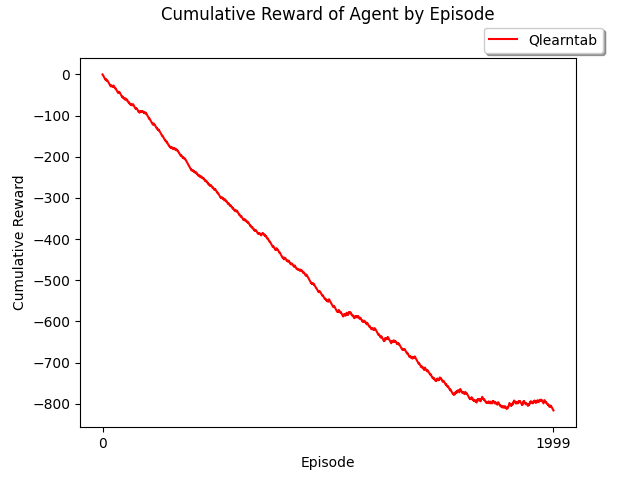 Cumulative Reward of Agent by Episode
Qlearntab
0
−100
−200
−300
−400
−500
−600
−700
−800
Cumulative Reward
0
1999
Episode